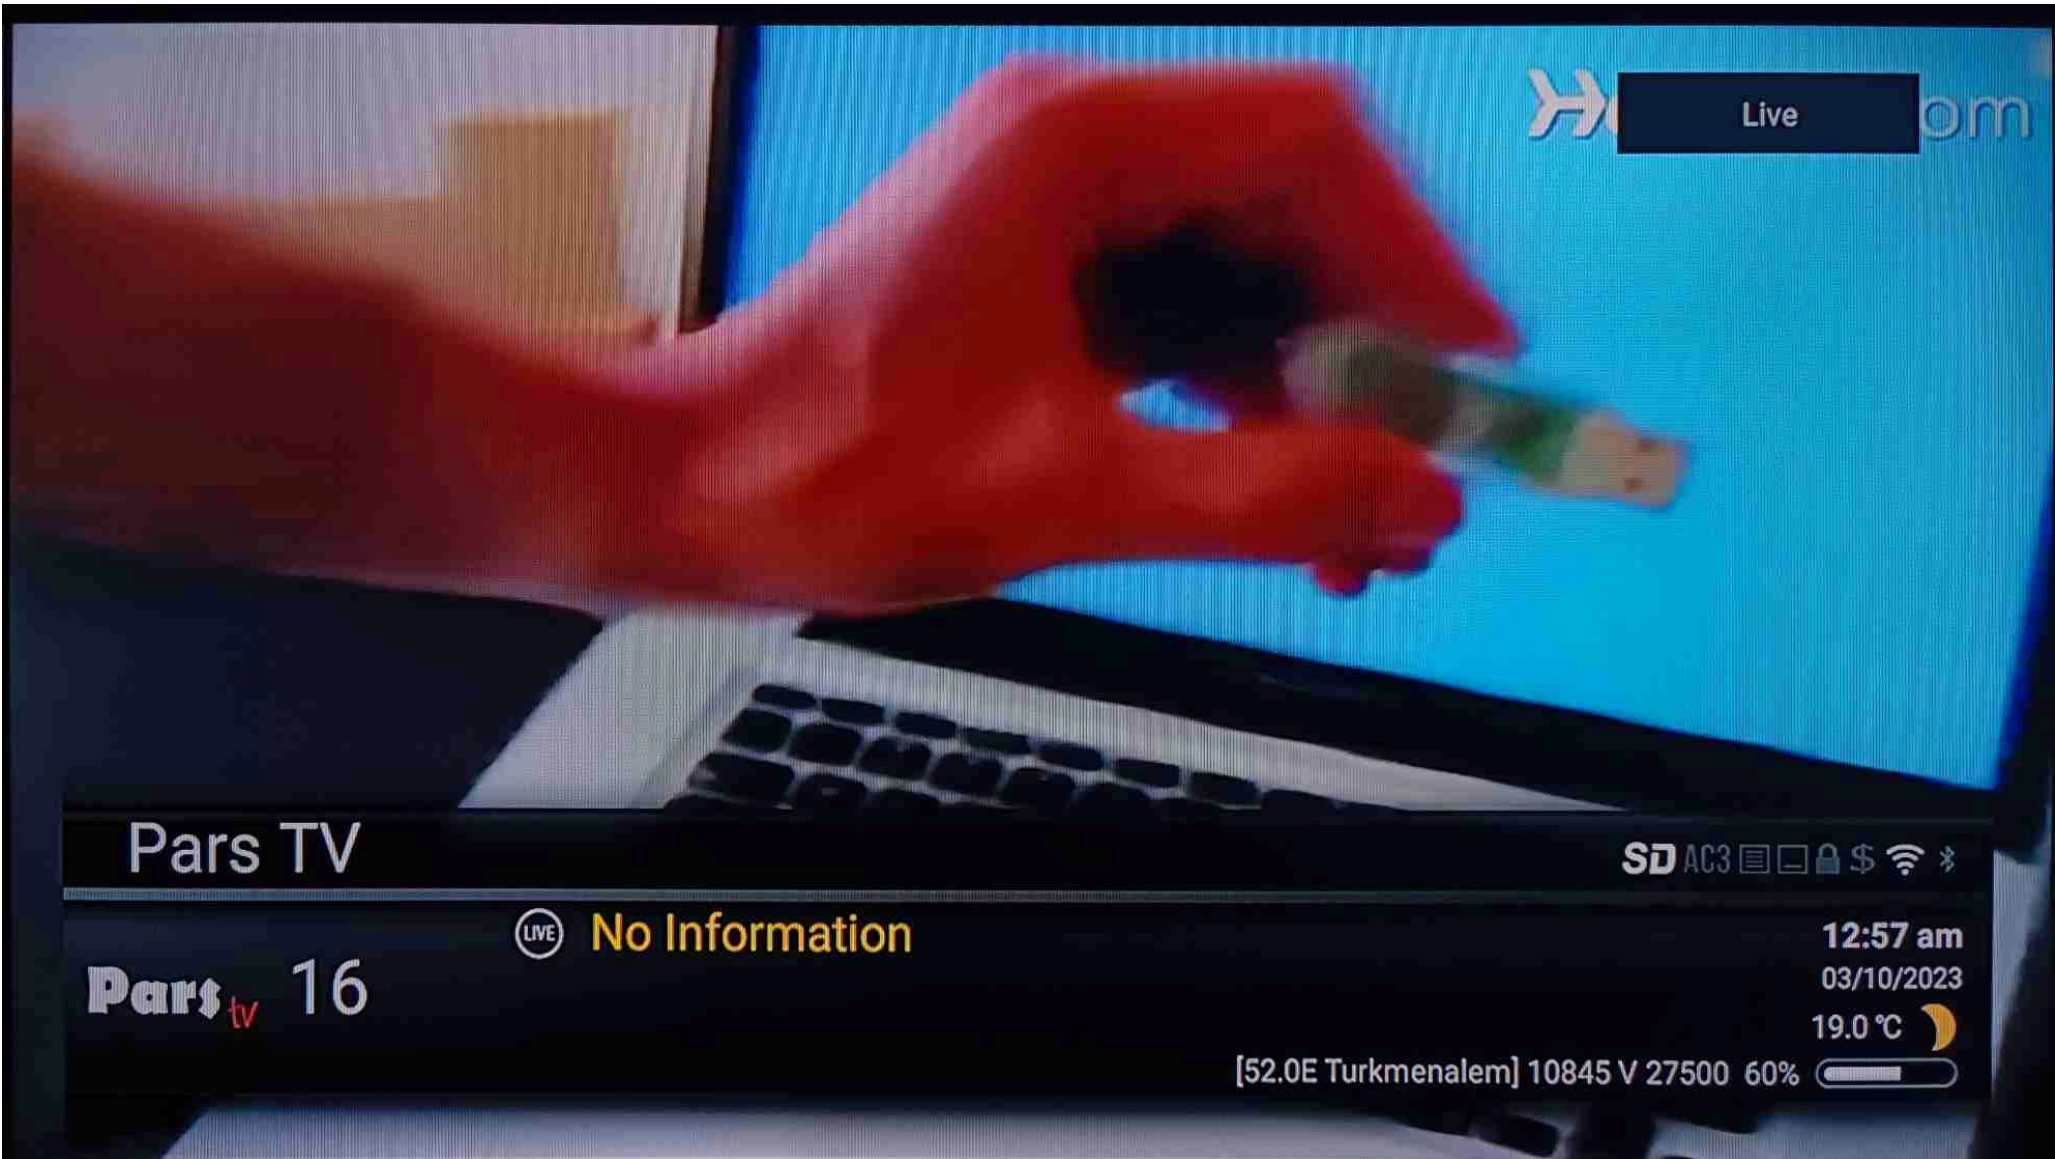 Live
om
Pars TV
SD AC3 $
LIVE No Information
12:57 am
Pars tv 16
03/10/2023
19.0 °C
[52.0E Turkmenalem] 10845 V 27500 60%